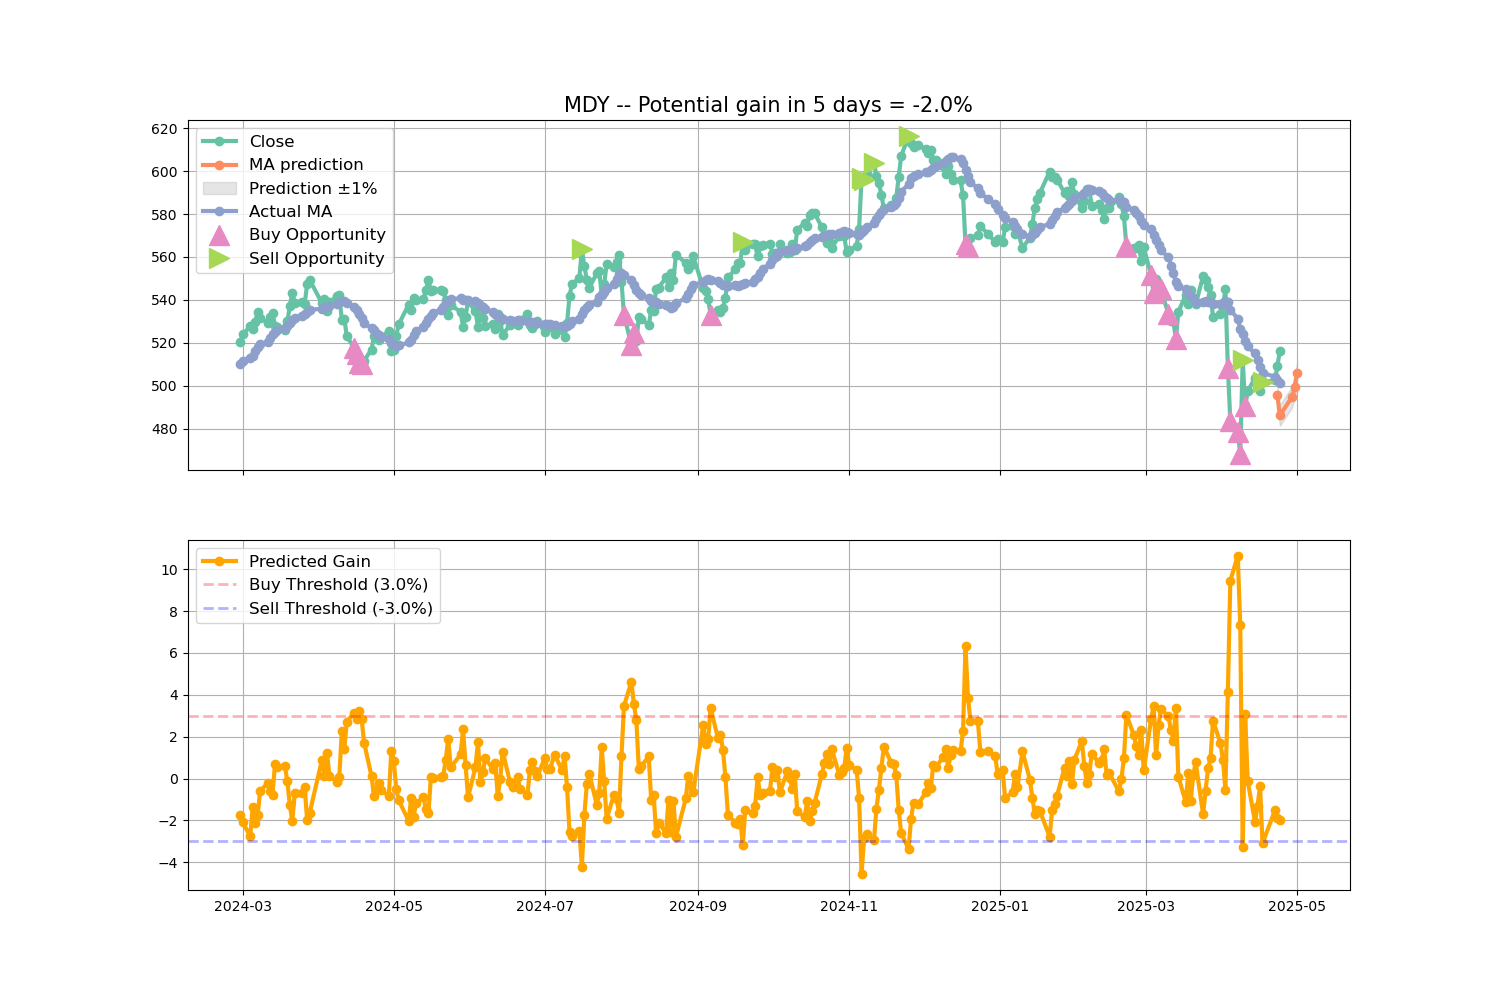 MDY -- Potential gain in 5 days = -2.0%
620
600
580
560
540
520
500
480
Close
MA prediction
Prediction ±1%
Actual MA
Buy Opportunity
Sell Opportunity
10
8
6
4
2
0
−2
−4
Predicted Gain
Buy Threshold (3.0%)
Sell Threshold (-3.0%)
2024-03 2024-05 2024-07 2024-09 2024-11 2025-01 2025-03 2025-05